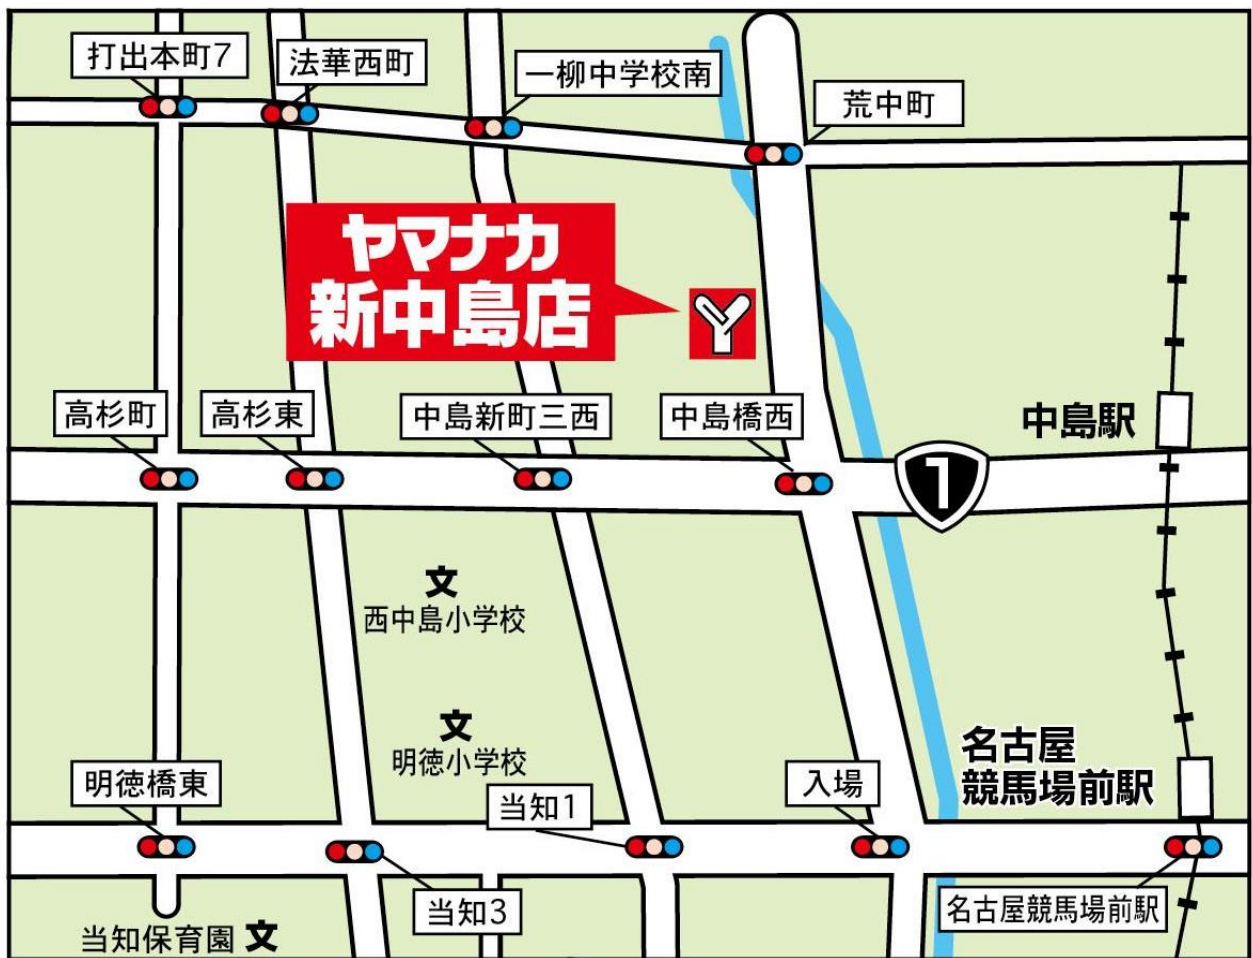 打出本町7
法華西町
一柳中学校南
荒中町
ヤマナカ
新中島店
Y
高杉町
高杉東
中島新町三西
中島橋西
中島駅
1
文
西中島小学校
文
明徳小学校
名古屋
競馬場前駅
明徳橋東
当知1
入場
当知3
名古屋競馬場前駅
当知保育園 文